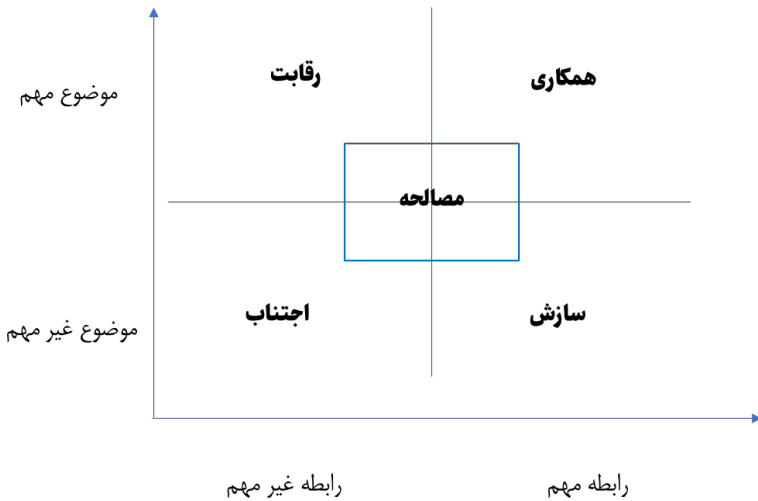 همکاری
رقابت
موضوع مهم
مصالحه
سازش
اجتناب
موضوع غیر مهم
رابطه مهم
رابطه غیر مهم